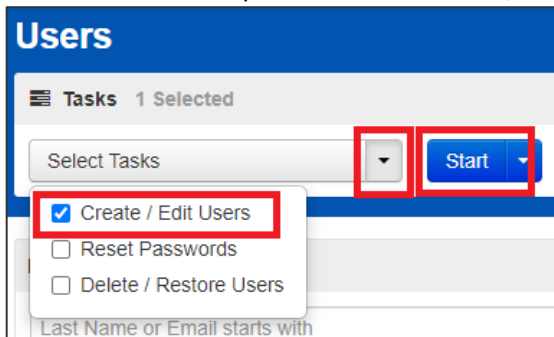 Users
Tasks 1 Selected
Select Tasks
Start
Create / Edit Users
Reset Passwords
Delete / Restore Users
Last Name or Email starts with